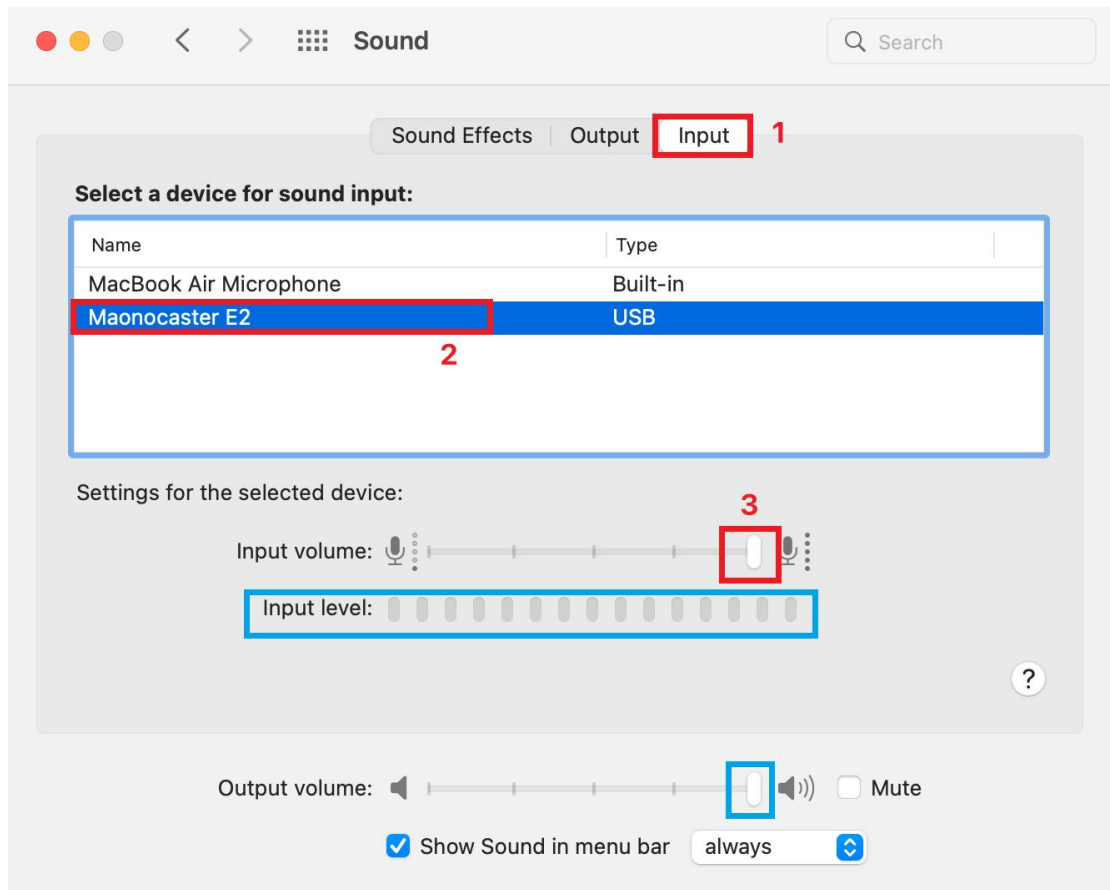 Sound
Search
Sound Effects Output Input 1
Select a device for sound input:
Name Type
MacBook Air Microphone Built-in
Maonocaster E2 USB
2
Settings for the selected device:
3
Input volume:
Input level:
?
Output volume: Mute
Show Sound in menu bar always